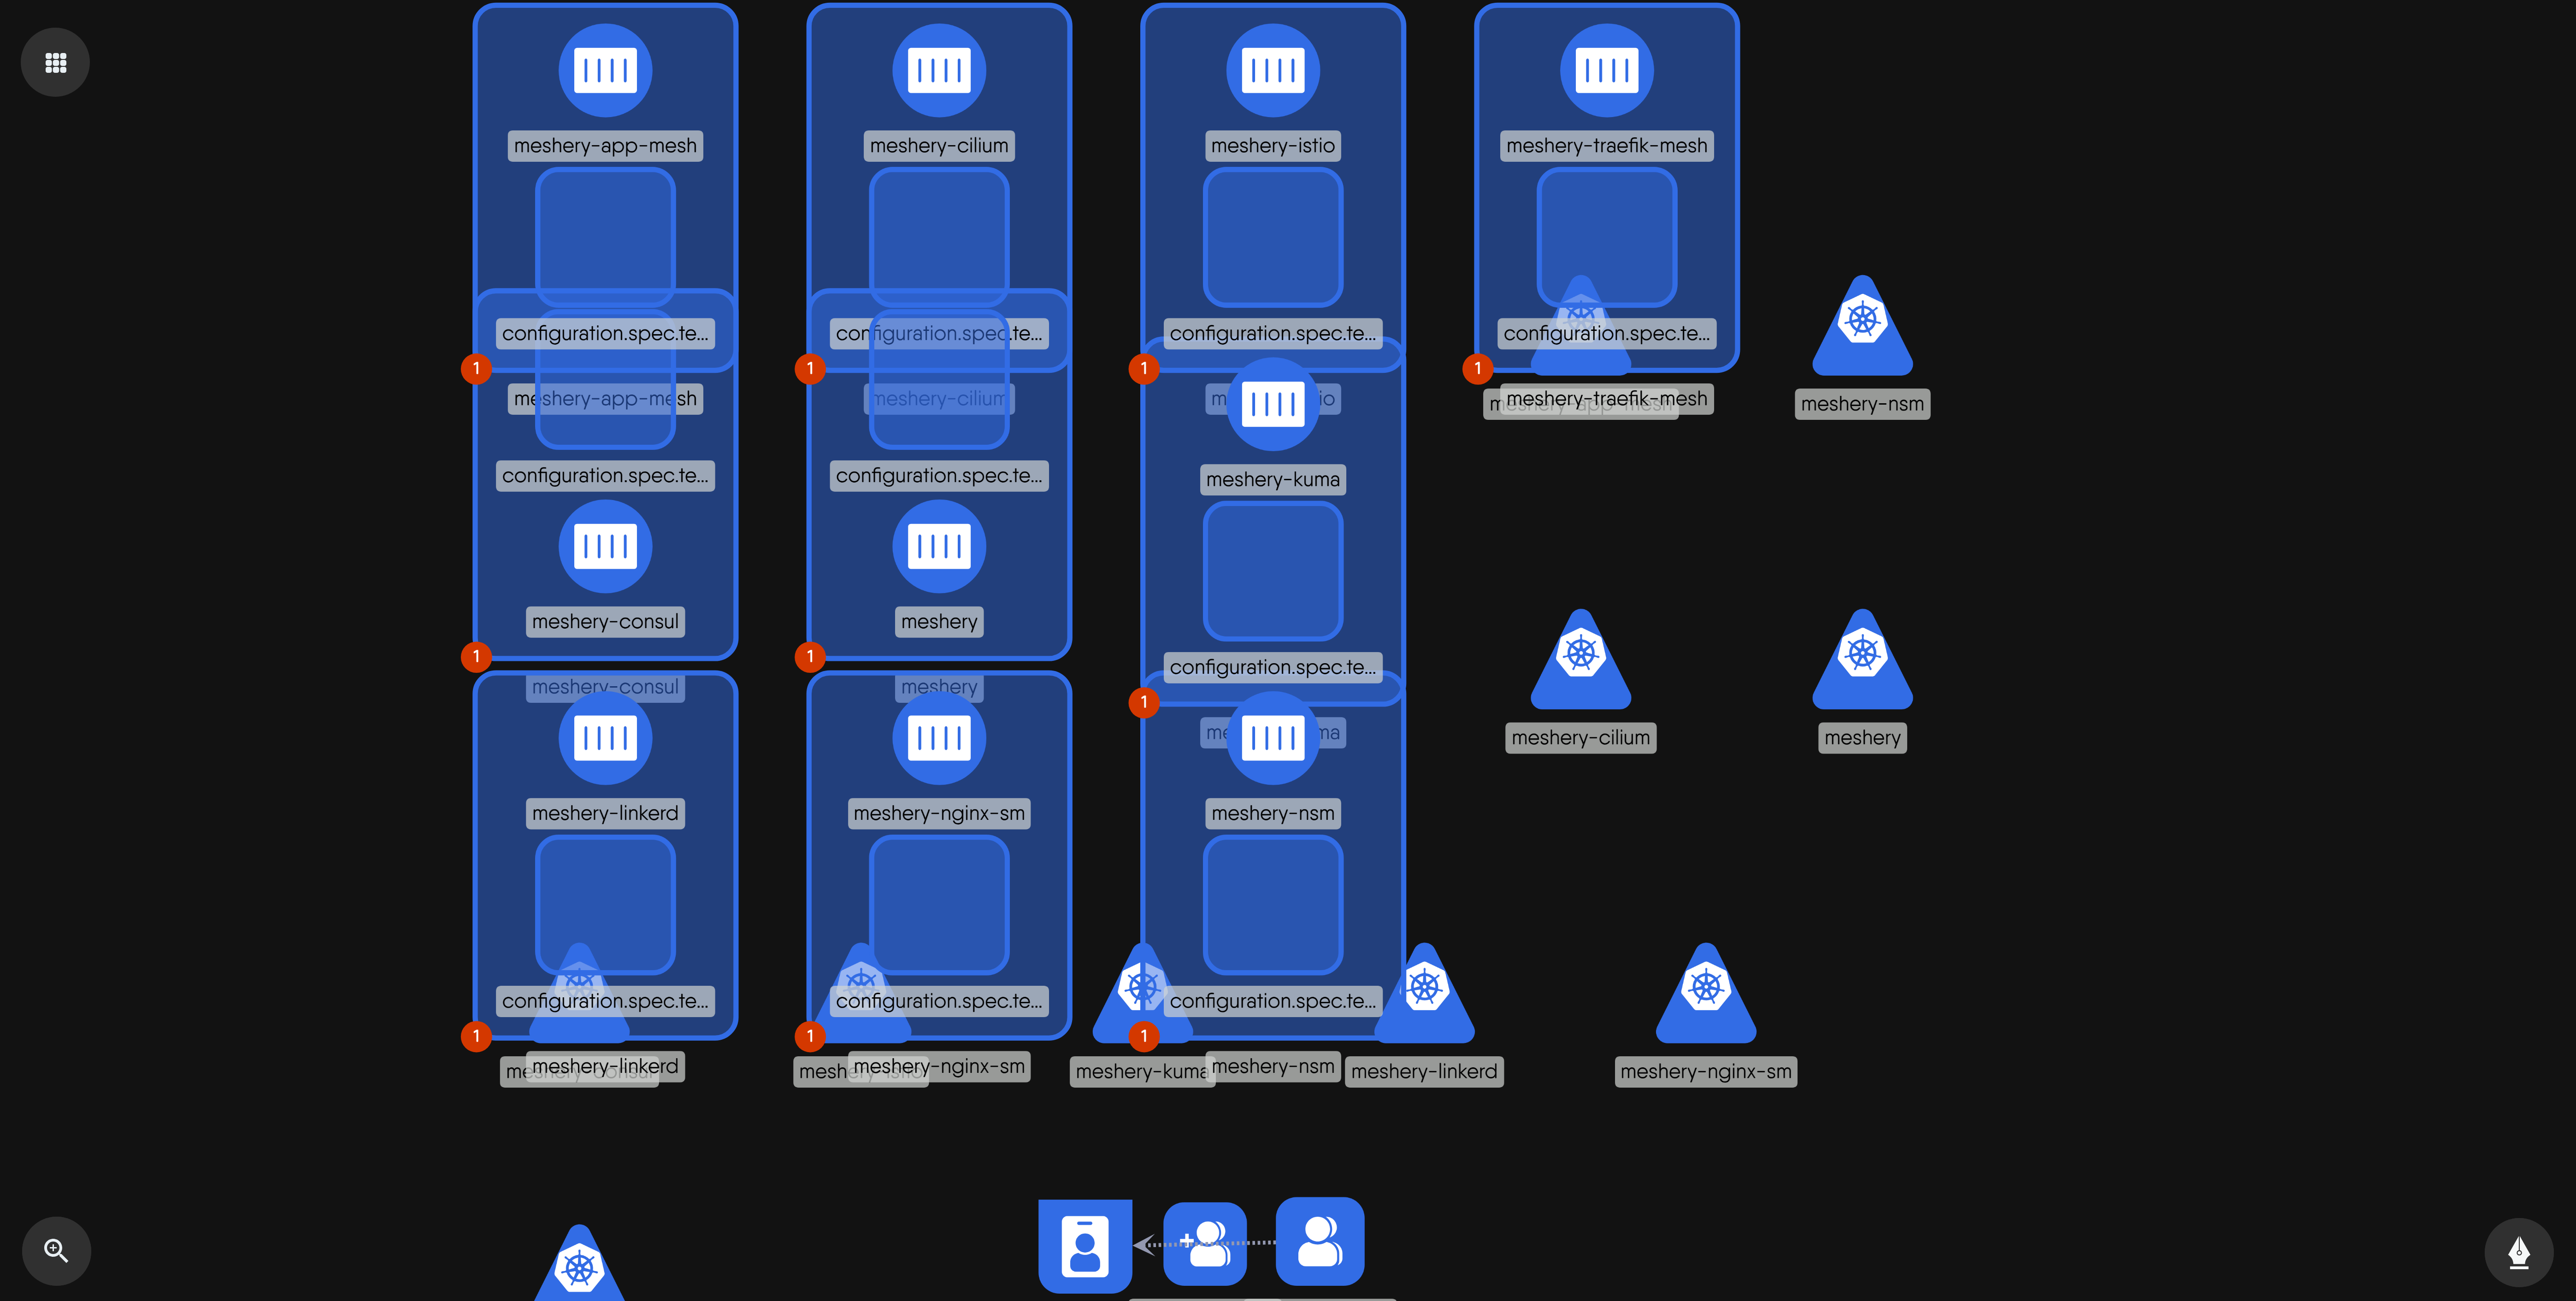 meshery-app-mesh
meshery-cilium
meshery-istio
meshery-traefik-mesh
configuration.spec.te...
configuration.spec.te...
configuration.spec.te...
configuration.spec.te...
1
1
1
1
meshery-app-mesh
meshery-cilium
meshery-traefik-mesh
meshery-nsm
configuration.spec.te...
configuration.spec.te...
meshery-kuma
meshery-consul
meshery
1
1
configuration.spec.te...
meshery-consul
meshery
1
meshery-cilium
meshery
meshery-linkerd
meshery-nginx-sm
meshery-nsm
configuration.spec.te...
configuration.spec.te...
configuration.spec.te...
1
1
1
meshery-linkerd
meshery-nginx-sm
meshery-kuma
meshery-nsm
meshery-linkerd
meshery-nginx-sm